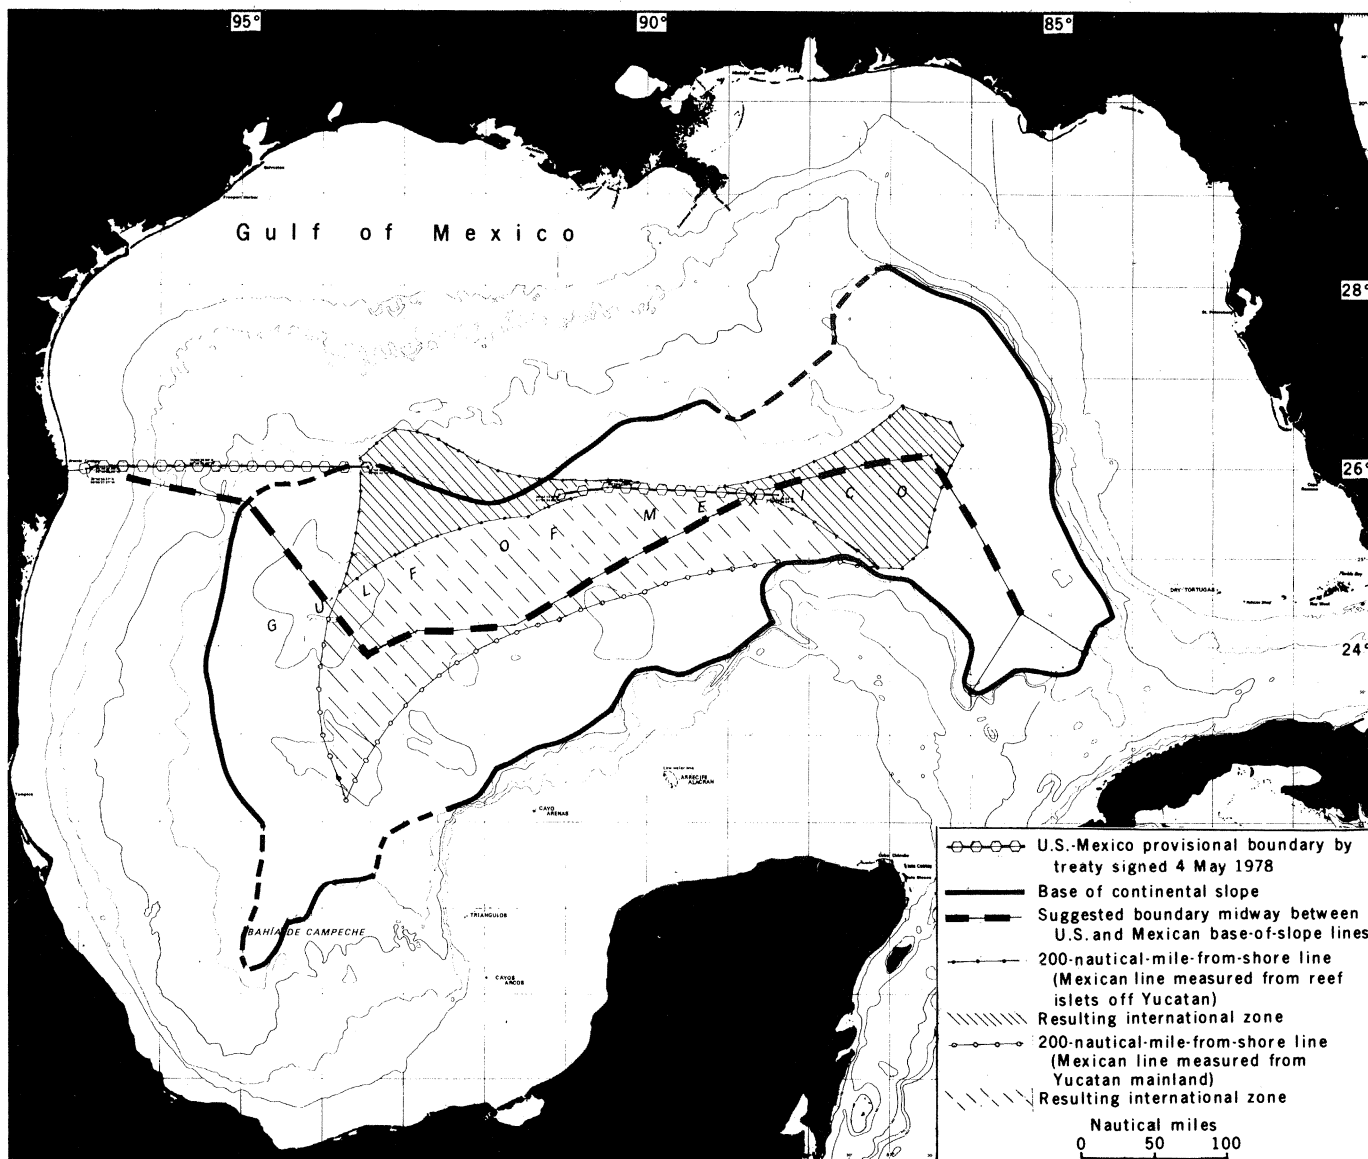 95°
90°
85°
Gulf of Mexico
28°
26°
24°
GULF OF MEXICO
DRY TORTUGAS
ARRECIFE
ALACRAN
CAYO
ARENAS
TRIANGULOS
BAHÍA DE CAMPECHE
CAYOS
ARCOS
U.S.-Mexico provisional boundary by
treaty signed 4 May 1978
Base of continental slope
Suggested boundary midway between
U.S. and Mexican base-of-slope lines
200-nautical-mile-from-shore line
(Mexican line measured from reef
islets off Yucatan)
Resulting international zone
200-nautical-mile-from-shore line
(Mexican line measured from
Yucatan mainland)
Resulting international zone
Nautical miles
0 50 100